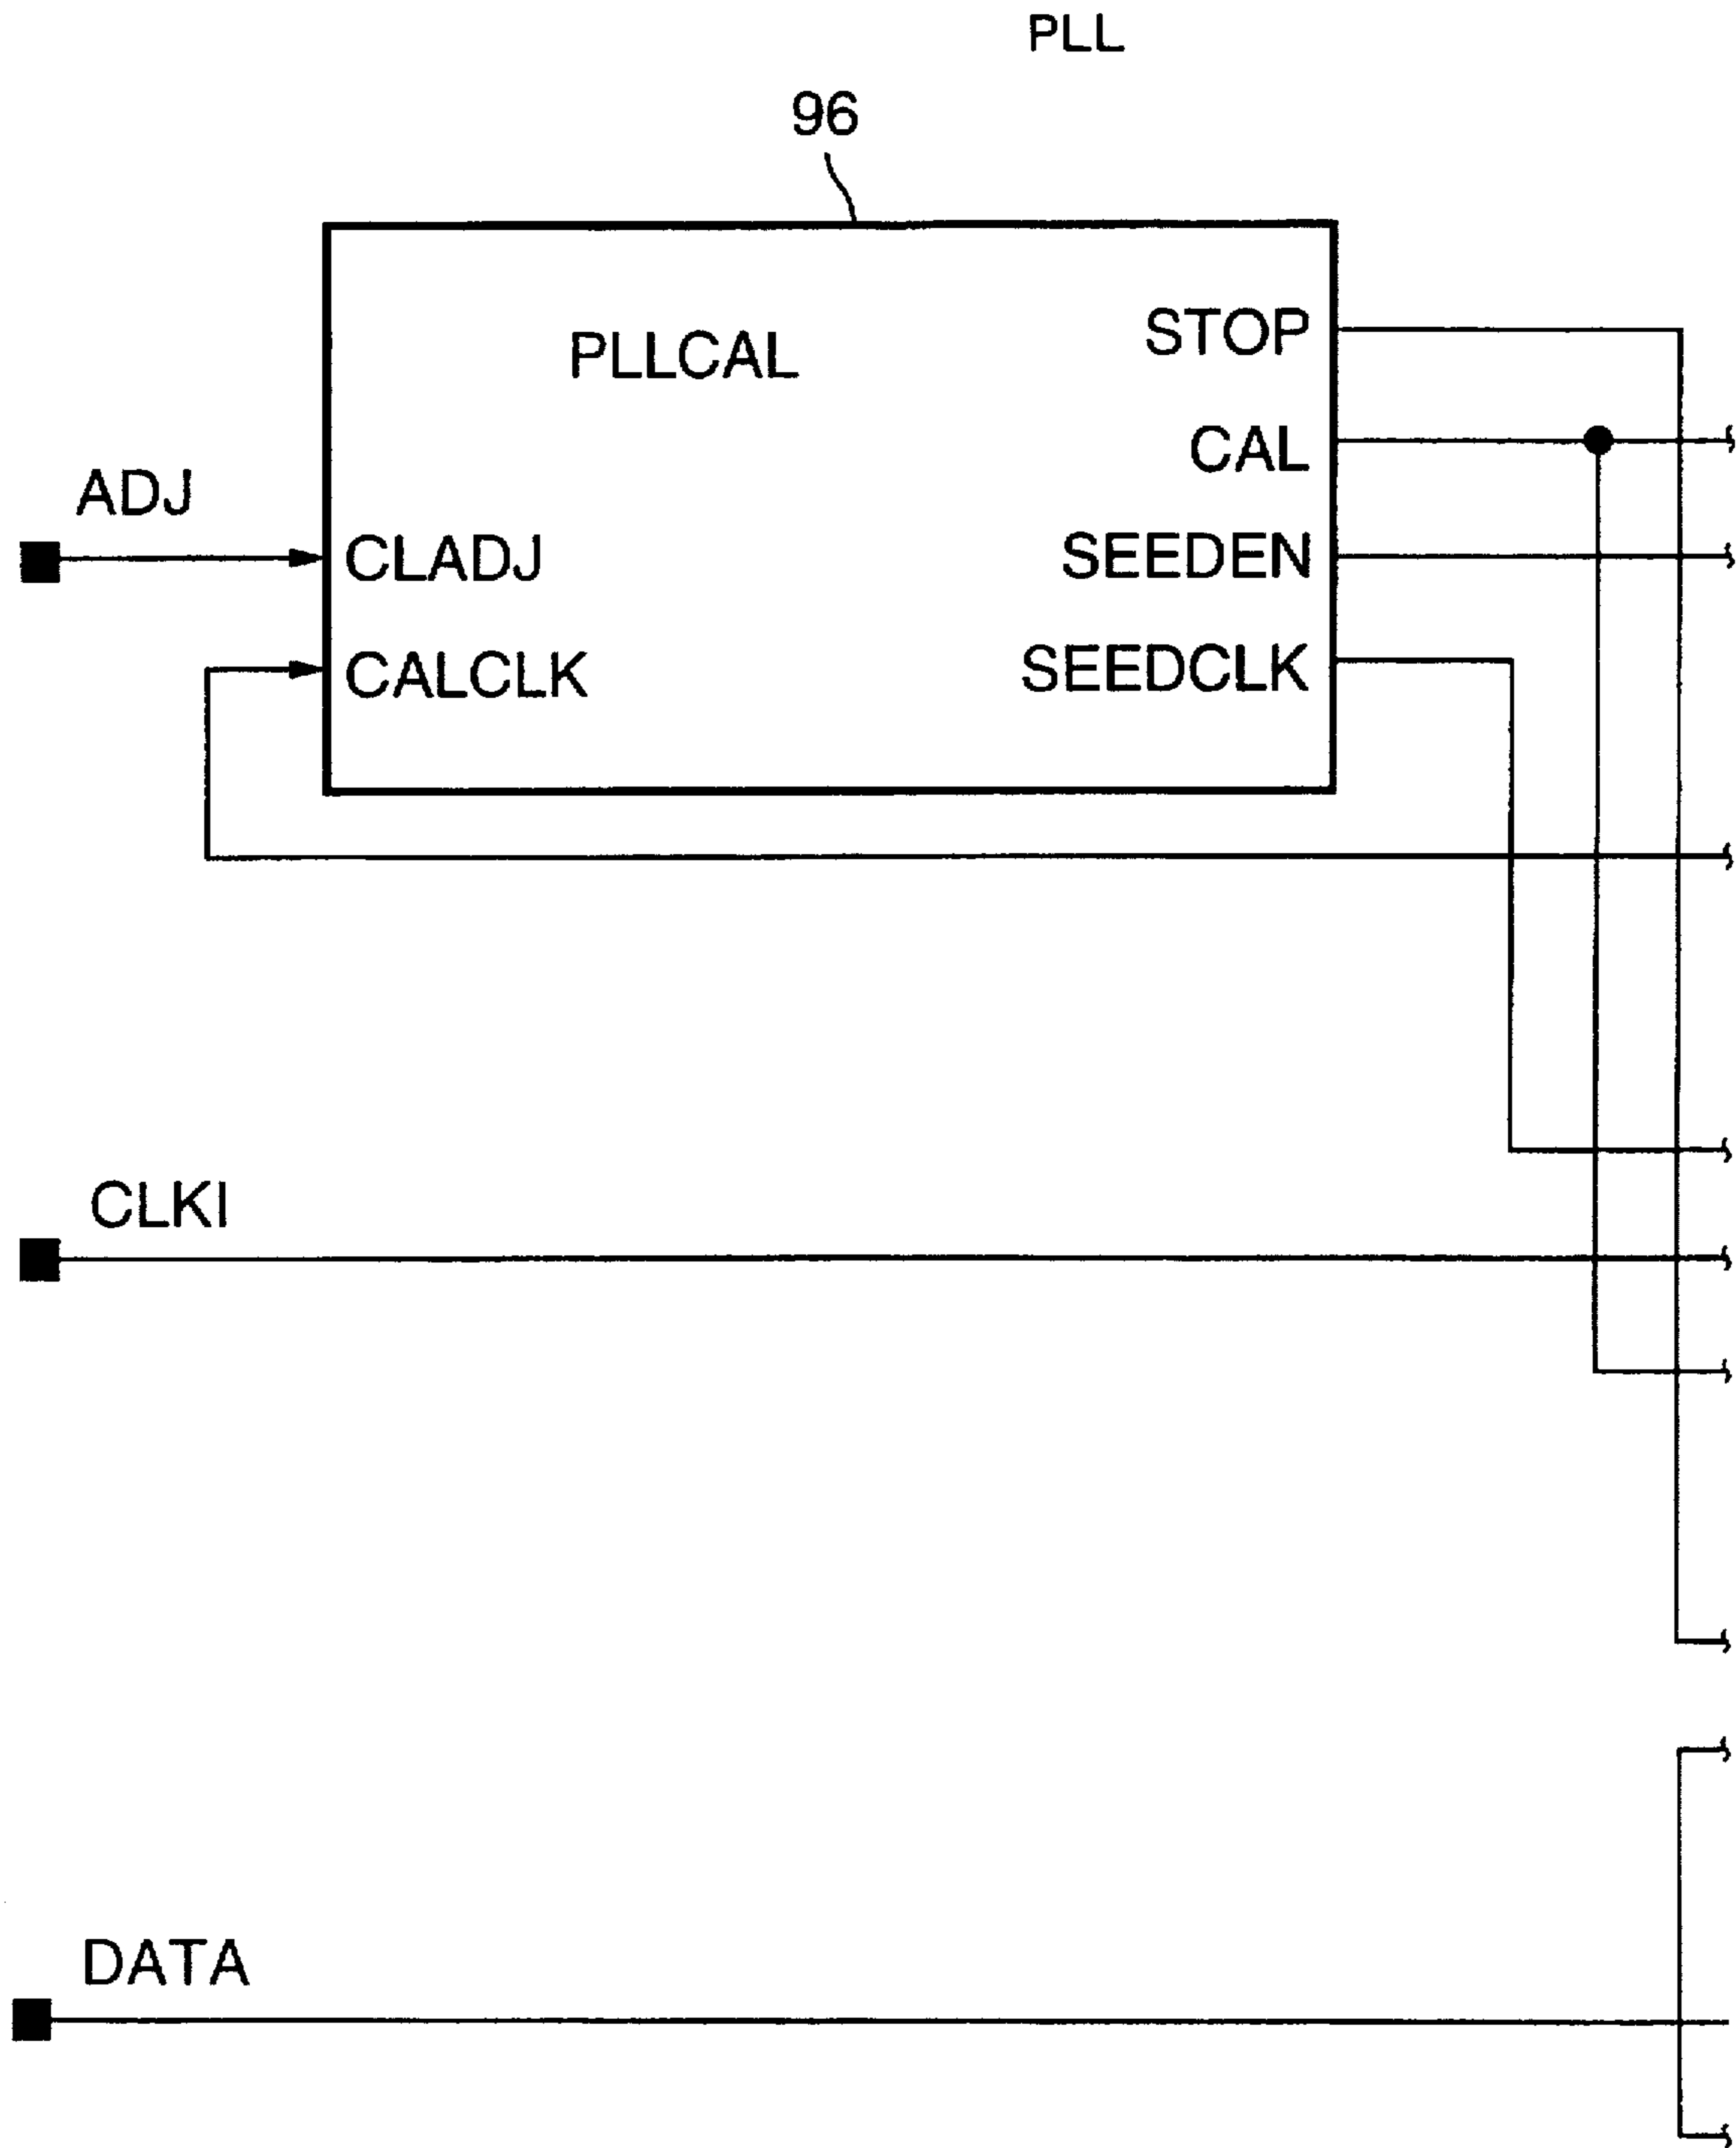 PLL
96
PLLCAL
STOP
CAL
ADJ
CLADJ
SEEDEN
CALCLK
SEEDCLK
CLKI
DATA